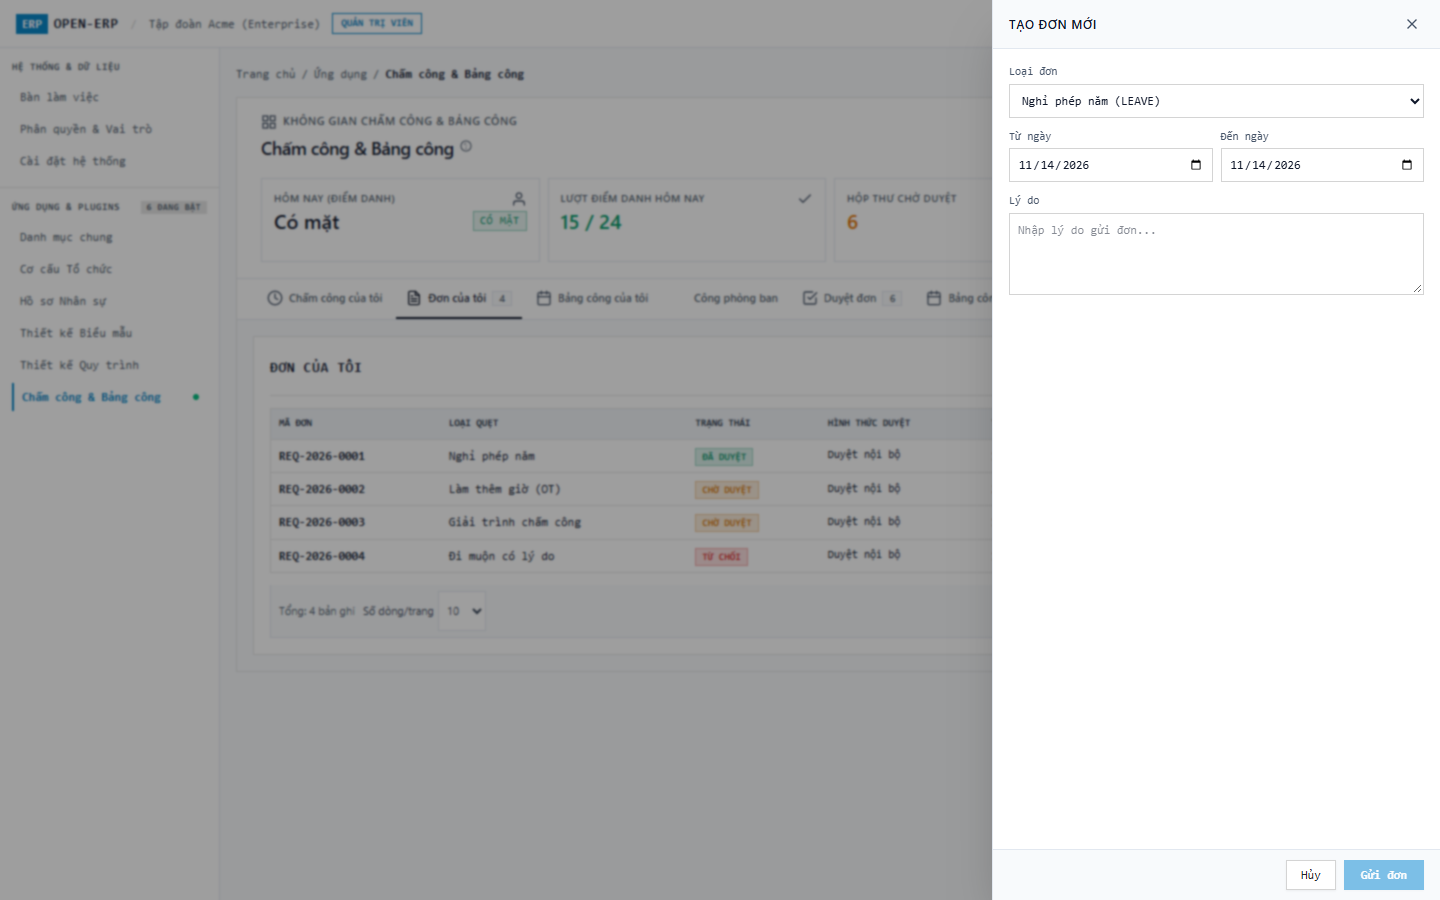 ERP OPEN-ERP / Tập đoàn Acme (Enterprise) QUẢN TRỊ VIÊN
HỆ THỐNG & DỮ LIỆU
Bàn làm việc
Phân quyền & Vai trò
Cài đặt hệ thống
ỨNG DỤNG & PLUGINS 6 ĐANG BẬT
Danh mục chung
Cơ cấu Tổ chức
Hồ sơ Nhân sự
Thiết kế Biểu mẫu
Thiết kế Quy trình
Chấm công & Bảng công
Trang chủ / Ứng dụng / Chấm công & Bảng công
KHÔNG GIAN CHẤM CÔNG & BẢNG CÔNG
Chấm công & Bảng công
HÔM NAY (ĐIỂM DANH)
Có mặt CÓ MẶT
LƯỢT ĐIỂM DANH HÔM NAY
15 / 24
HỘP THƯ CHỜ DUYỆT
6
Chấm công của tôi Đơn của tôi 4 Bảng công của tôi Công phòng ban Duyệt đơn 6 Bảng côn
ĐƠN CỦA TÔI
MÃ ĐƠN LOẠI QUẸT TRẠNG THÁI HÌNH THỨC DUYỆT
REQ-2026-0001 Nghỉ phép năm ĐÃ DUYỆT Duyệt nội bộ
REQ-2026-0002 Làm thêm giờ (OT) CHỜ DUYỆT Duyệt nội bộ
REQ-2026-0003 Giải trình chấm công CHỜ DUYỆT Duyệt nội bộ
REQ-2026-0004 Đi muộn có lý do TỪ CHỐI Duyệt nội bộ
Tổng: 4 bản ghi Số dòng/trang 10
TẠO ĐƠN MỚI
Loại đơn
Nghỉ phép năm (LEAVE)
Từ ngày Đến ngày
11/14/2026 11/14/2026
Lý do
Nhập lý do gửi đơn...
Hủy Gửi đơn